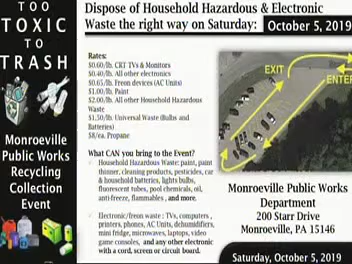 TOO
TOXIC
TO
TRASH
Monroeville
Public Works
Recycling
Collection
Event
Dispose of Household Hazardous & Electronic
Waste the right way on Saturday: October 5, 2019
Rates:
$0.60/lb. CRT TVs & Monitors
$0.40/lb. All other electronics
$0.65/lb. Freon devices (AC Units)
$1.00/lb. Paint
$2.00/lb. All other Household Hazardous
Waste
$1.50/lb. Universal Waste (Bulbs and
Batteries)
$8/ea. Propane
What CAN you bring to the Event?
Household Hazardous Waste: paint, paint
thinner, cleaning products, pesticides, car
& household batteries, lights bulbs,
fluorescent tubes, pool chemicals, oil,
anti-freeze, flammables , and more.
Electronic/freon waste : TVs, computers ,
printers, phones, AC Units, dehumidifiers,
mini fridge, microwaves, laptops, video
game consoles, and any other electronic
with a cord, screen or circuit board.
EXIT
ENTER
Monroeville Public Works
Department
200 Starr Drive
Monroeville, PA 15146
Saturday, October 5, 2019